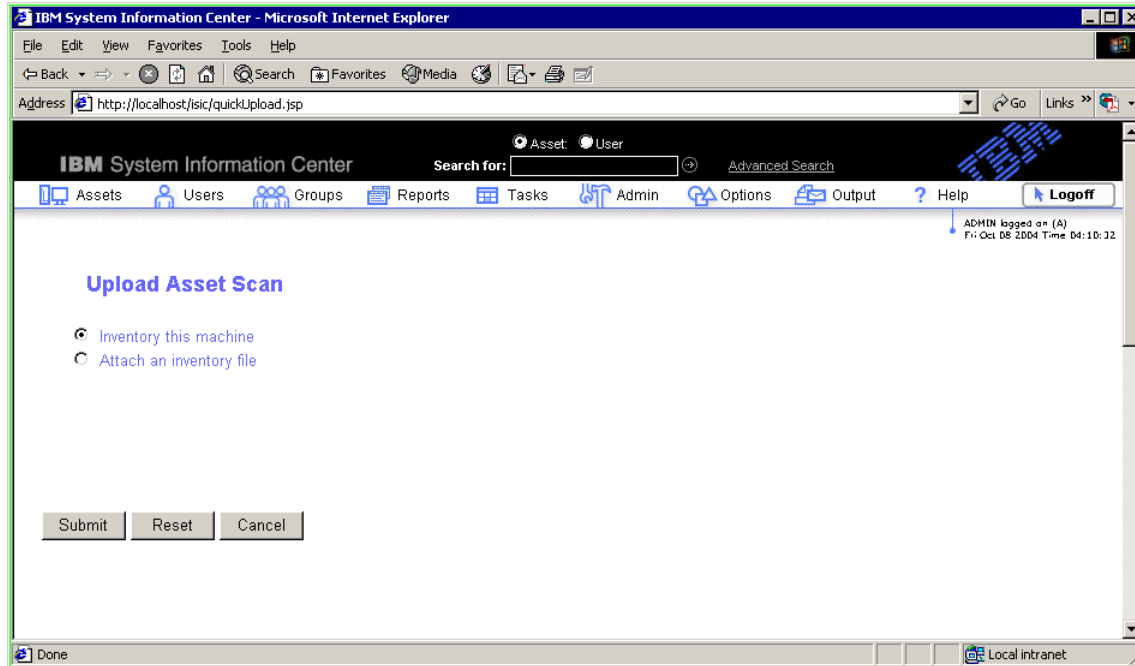 IBM System Information Center - Microsoft Internet Explorer
File Edit View Favorites Tools Help
Back Search Favorites Media
Address http://localhost/isic/quickUpload.jsp Go Links »
Asset: User
IBM System Information Center Search for: Advanced Search
IBM
Assets Users Groups Reports Tasks Admin Options Output ? Help Logoff
ADMIN logged on (A)
Fri Oct 08 2004 Time 04:10:32
Upload Asset Scan
Inventory this machine
Attach an inventory file
Submit Reset Cancel
Done Local intranet